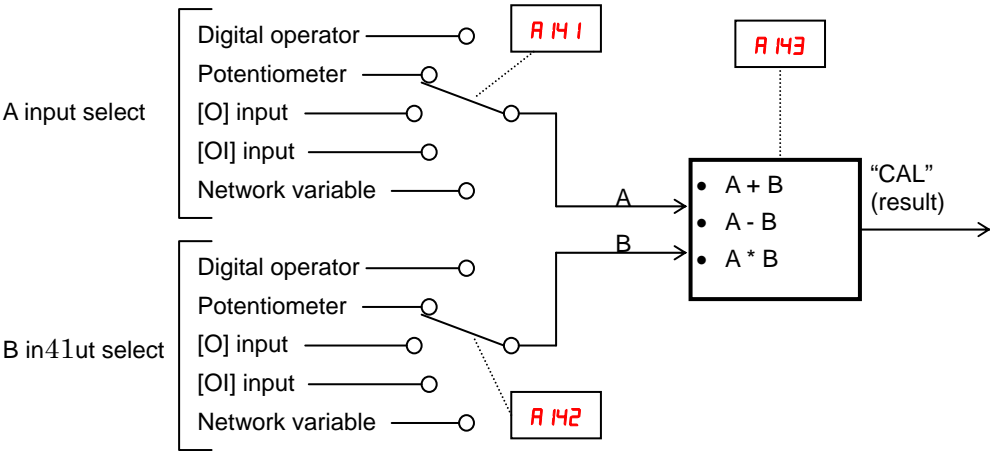 A input select
Digital operator
Potentiometer
[O] input
[OI] input
Network variable
A141
A143
A
B
• A + B
• A - B
• A * B
“CAL”
(result)
B in41ut select
Digital operator
Potentiometer
[O] input
[OI] input
Network variable
A142